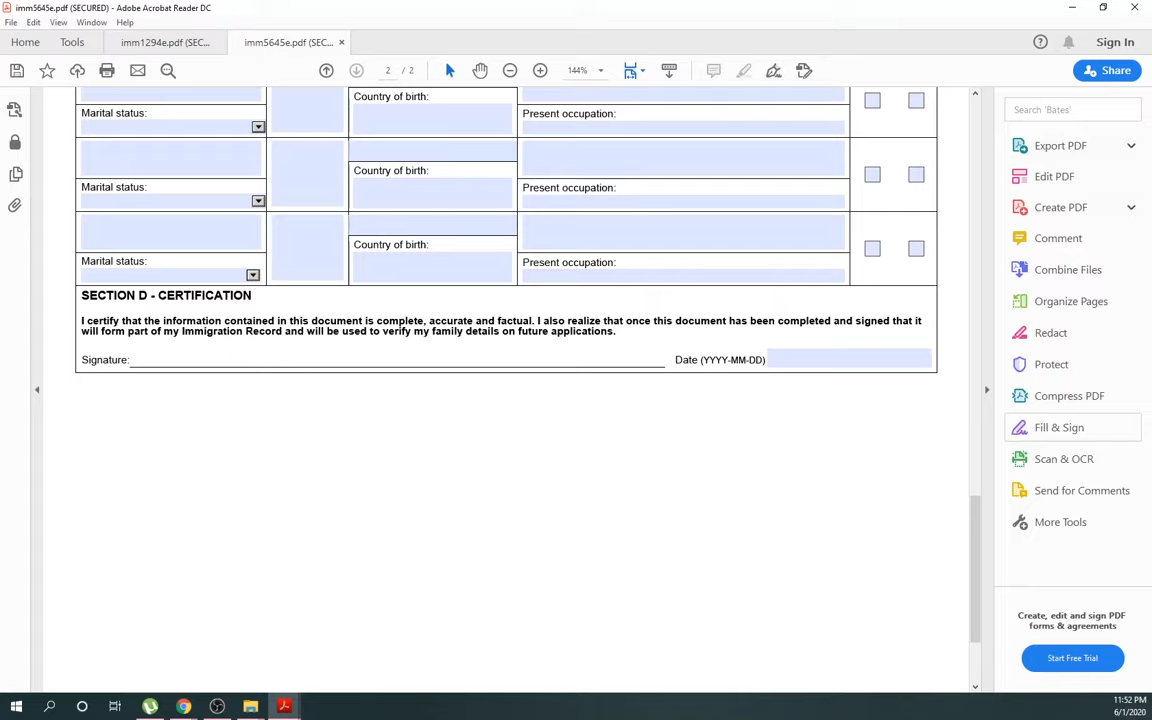 imm5645e.pdf (SECURED) - Adobe Acrobat Reader DC
File Edit View Window Help
Home Tools imm1294e.pdf (SEC... imm5645e.pdf (SEC... × Sign In
2 / 2 144% Share
Country of birth:
Marital status: Present occupation:
Country of birth:
Marital status: Present occupation:
Country of birth:
Marital status: Present occupation:
SECTION D - CERTIFICATION
I certify that the information contained in this document is complete, accurate and factual. I also realize that once this document has been completed and signed that it
will form part of my Immigration Record and will be used to verify my family details on future applications.
Signature: Date (YYYY-MM-DD)
Search 'Bates'
Export PDF
Edit PDF
Create PDF
Comment
Combine Files
Organize Pages
Redact
Protect
Compress PDF
Fill & Sign
Scan & OCR
Send for Comments
More Tools
Create, edit and sign PDF
forms & agreements
Start Free Trial
11:52 PM
6/1/2020